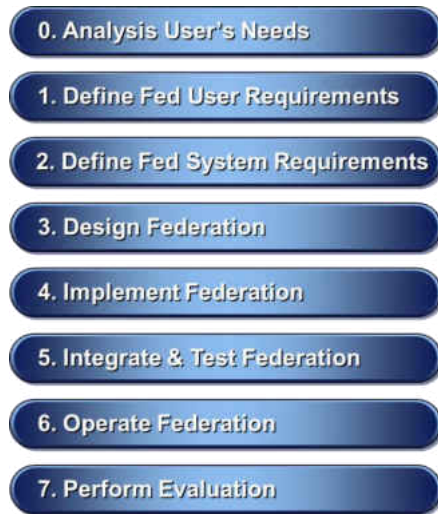 0. Analysis User's Needs
1. Define Fed User Requirements
2. Define Fed System Requirements
3. Design Federation
4. Implement Federation
5. Integrate & Test Federation
6. Operate Federation
7. Perform Evaluation